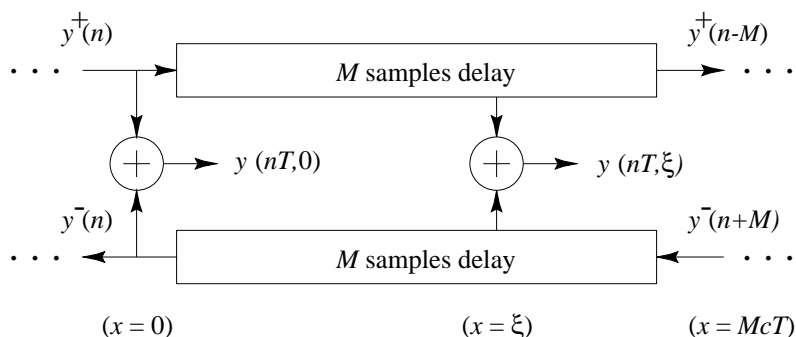 y⁺(n) y⁺(n-M)
. . . M samples delay . . .
+ y (nT,0) + y (nT,ξ)
y⁻(n) y⁻(n+M)
. . . M samples delay . . .
(x = 0) (x = ξ) (x = McT)